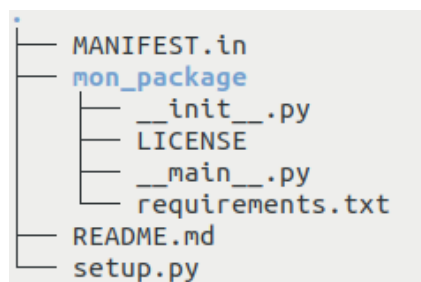 .
MANIFEST.in
mon_package
__init__.py
LICENSE
__main__.py
requirements.txt
README.md
setup.py